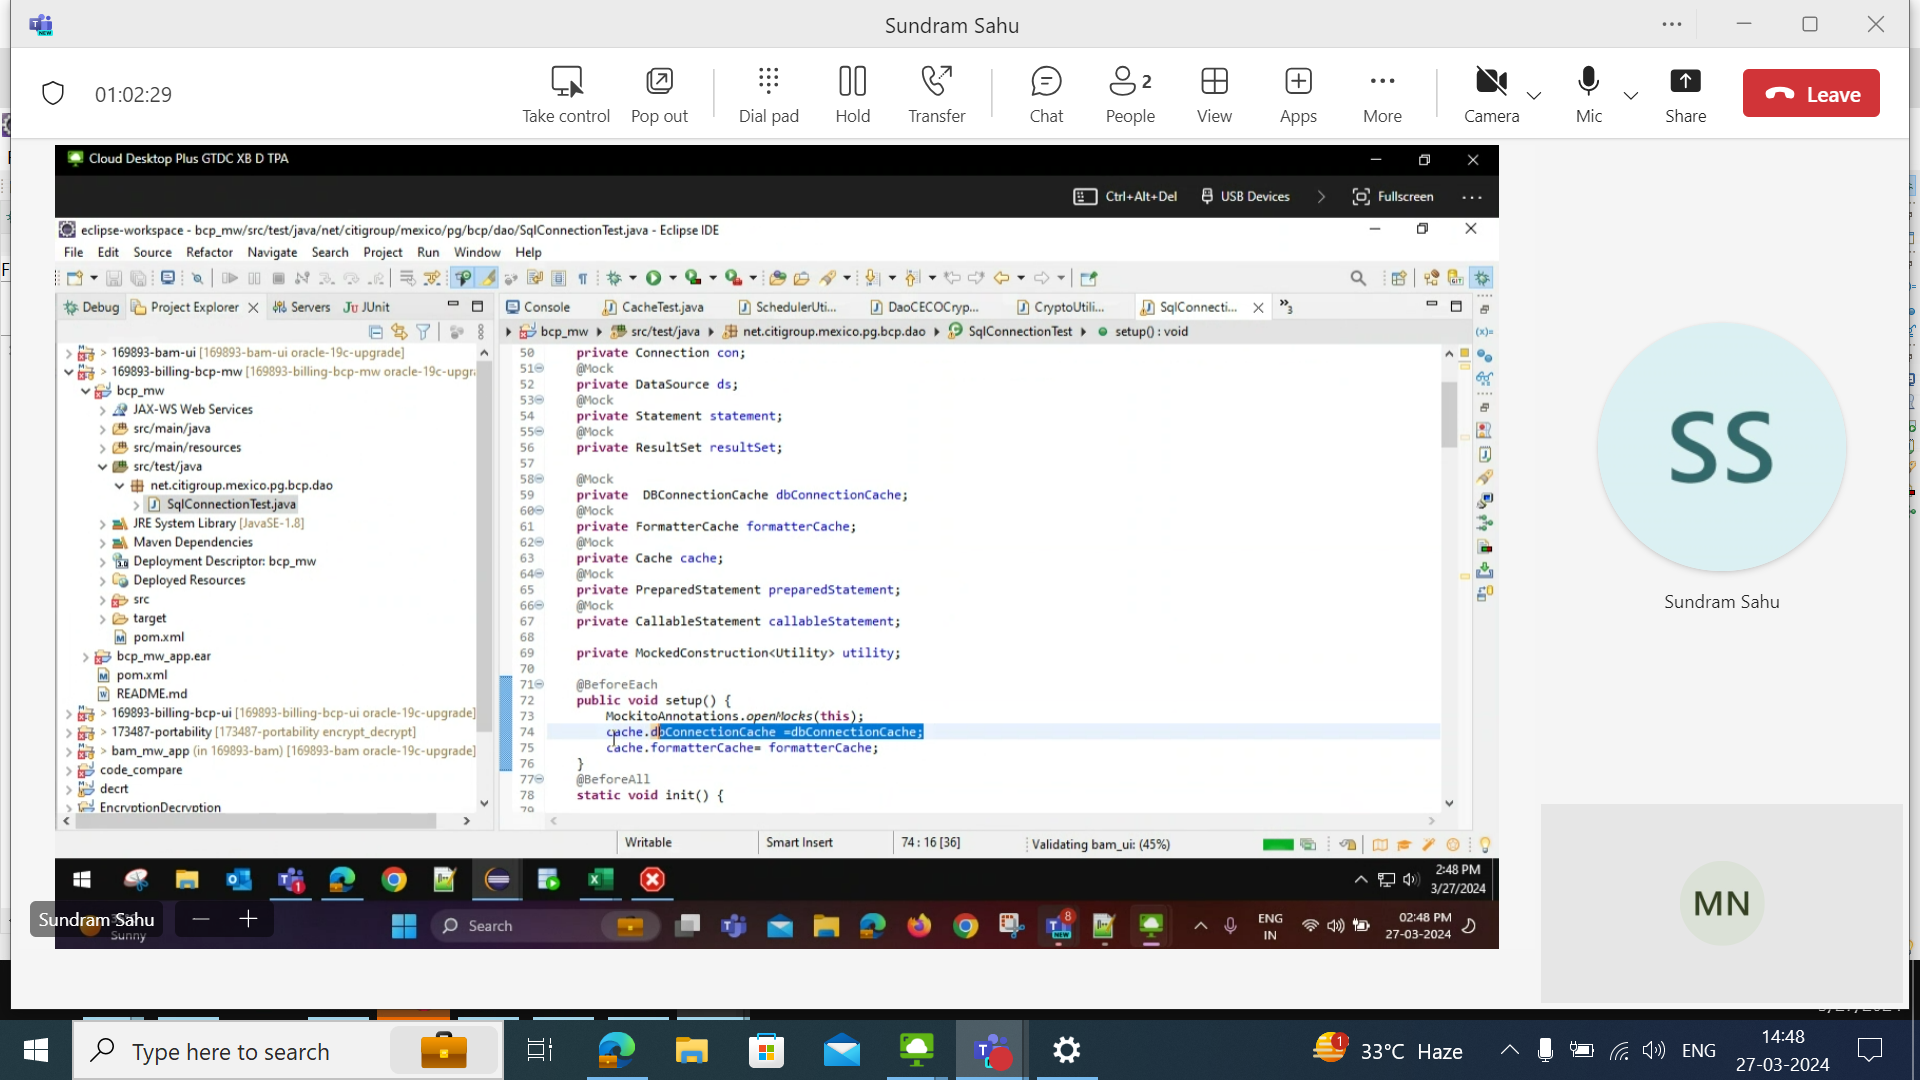 Sundram Sahu
01:02:29
Take control
Pop out
Dial pad
Hold
Transfer
Chat
2
People
View
Apps
More
Camera
Mic
Share
Leave
Cloud Desktop Plus GTDC XB D TPA
Ctrl+Alt+Del
USB Devices
Fullscreen
eclipse-workspace - bcp_mw/src/test/java/net/citigroup/mexico/pg/bcp/dao/SqlConnectionTest.java - Eclipse IDE
File Edit Source Refactor Navigate Search Project Run Window Help
Debug
Project Explorer
Servers
JUnit
Console
CacheTest.java
SchedulerUti...
DaoCECOCryp...
CryptoUtili...
SqlConnecti...
3
bcp_mw
src/test/java
net.citigroup.mexico.pg.bcp.dao
SqlConnectionTest
setup() : void
> 169893-bam-ui [169893-bam-ui oracle-19c-upgrade]
> 169893-billing-bcp-mw [169893-billing-bcp-mw oracle-19c-upgr
bcp_mw
JAX-WS Web Services
src/main/java
src/main/resources
src/test/java
net.citigroup.mexico.pg.bcp.dao
SqlConnectionTest.java
JRE System Library [JavaSE-1.8]
Maven Dependencies
Deployment Descriptor: bcp_mw
Deployed Resources
src
target
pom.xml
bcp_mw_app.ear
pom.xml
README.md
> 169893-billing-bcp-ui [169893-billing-bcp-ui oracle-19c-upgrade]
> 173487-portability [173487-portability encrypt_decrypt]
> bam_mw_app (in 169893-bam) [169893-bam oracle-19c-upgrade]
code_compare
decrt
EncryptionDecryption
50 private Connection con;
51 @Mock
52 private DataSource ds;
53 @Mock
54 private Statement statement;
55 @Mock
56 private ResultSet resultSet;
57
58 @Mock
59 private DBConnectionCache dbConnectionCache;
60 @Mock
61 private FormatterCache formatterCache;
62 @Mock
63 private Cache cache;
64 @Mock
65 private PreparedStatement preparedStatement;
66 @Mock
67 private CallableStatement callableStatement;
68
69 private MockedConstruction<Utility> utility;
70
71 @BeforeEach
72 public void setup() {
73 MockitoAnnotations.openMocks(this);
74 cache.dbConnectionCache =dbConnectionCache;
75 cache.formatterCache= formatterCache;
76 }
77 @BeforeAll
78 static void init() {
79
Writable
Smart Insert
74 : 16 [36]
Validating bam_ui: (45%)
2:48 PM
3/27/2024
Sundram Sahu
Sunny
Search
8
ENG
IN
02:48 PM
27-03-2024
SS
Sundram Sahu
MN
Type here to search
1
33°C Haze
ENG
14:48
27-03-2024